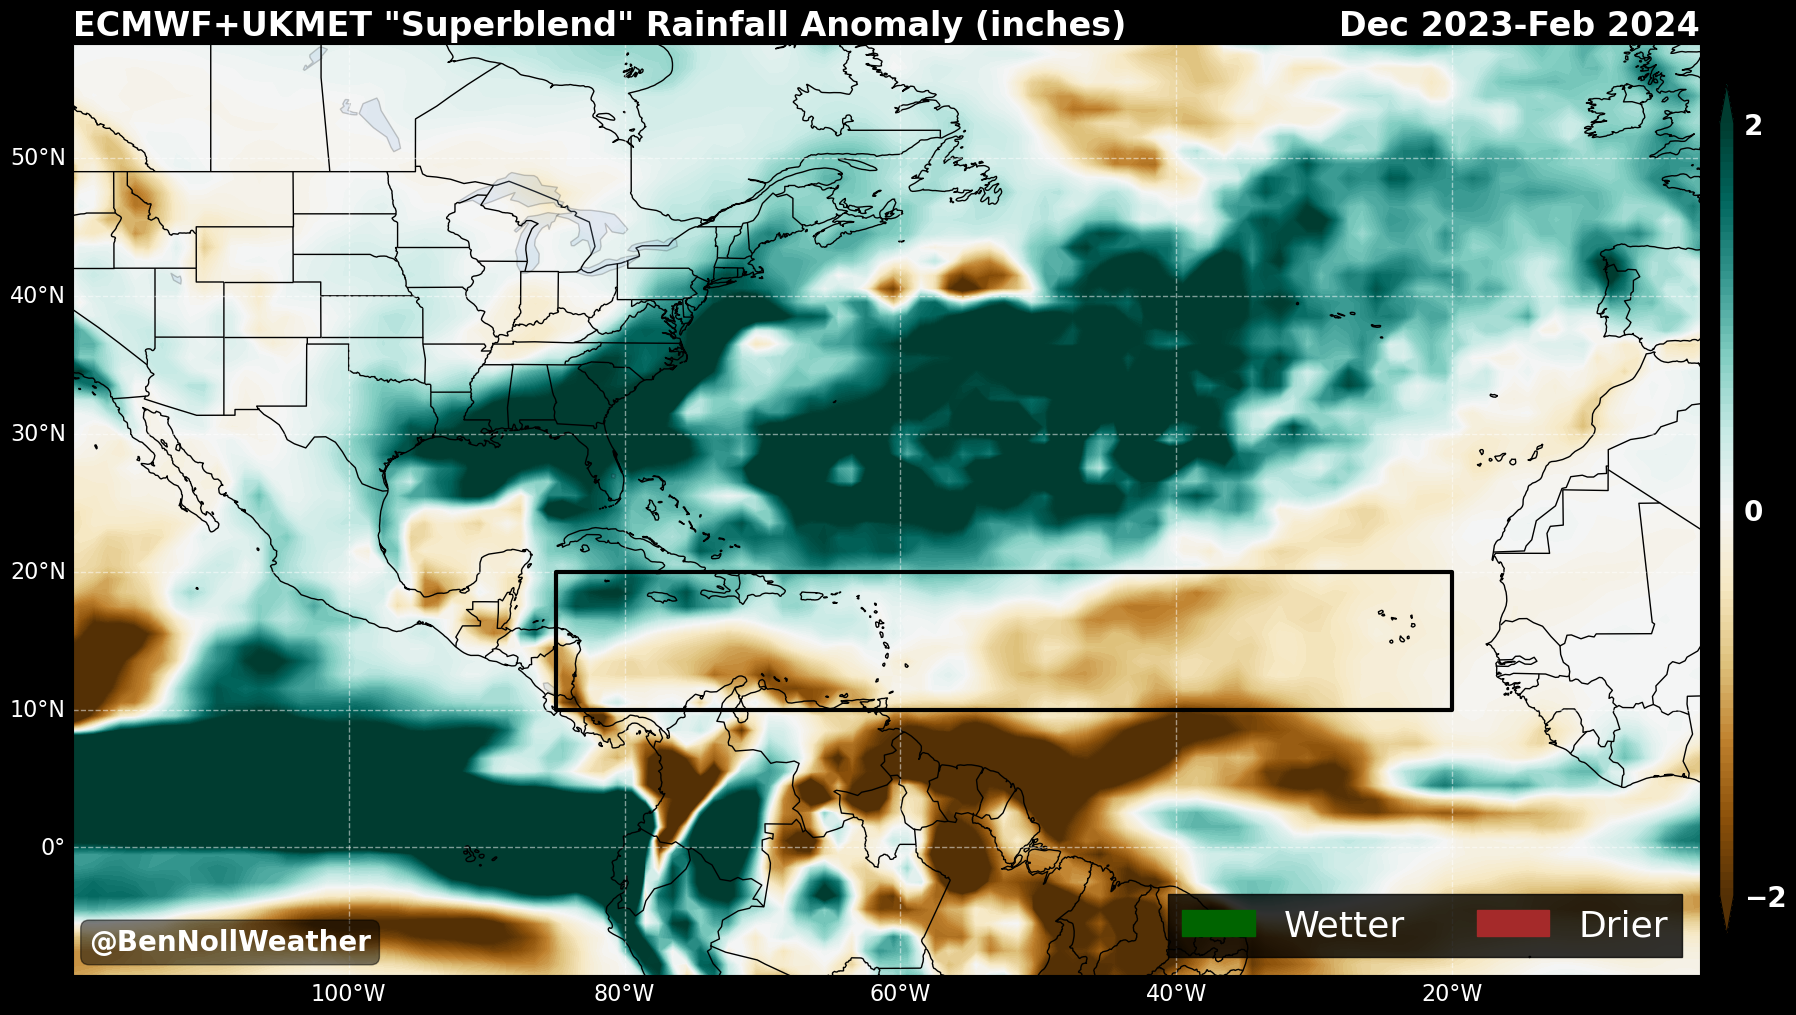 ECMWF+UKMET "Superblend" Rainfall Anomaly (inches) Dec 2023-Feb 2024
50°N
40°N
30°N
20°N
10°N
0°
100°W 80°W 60°W 40°W 20°W
2
0
−2
@BenNollWeather
Wetter Drier